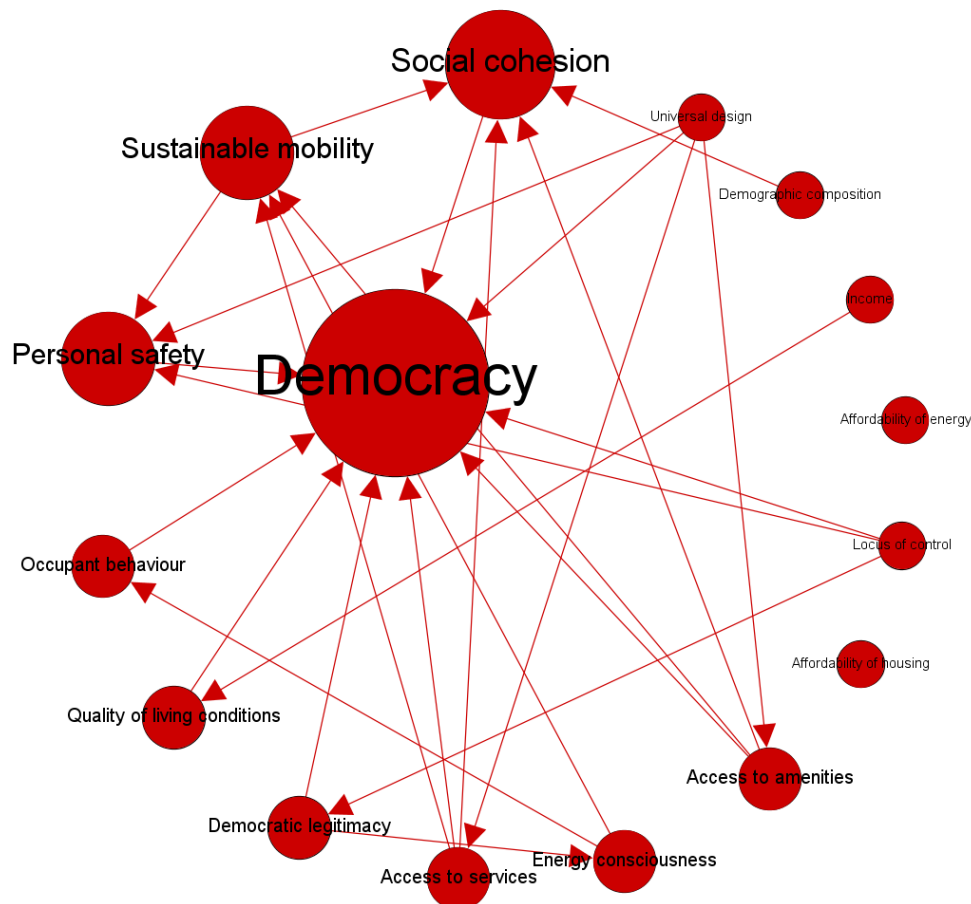 Social cohesion
Universal design
Sustainable mobility
Demographic composition
Income
Personal safety
Democracy
Affordability of energy
Locus of control
Occupant behaviour
Affordability of housing
Quality of living conditions
Access to amenities
Democratic legitimacy
Energy consciousness
Access to services